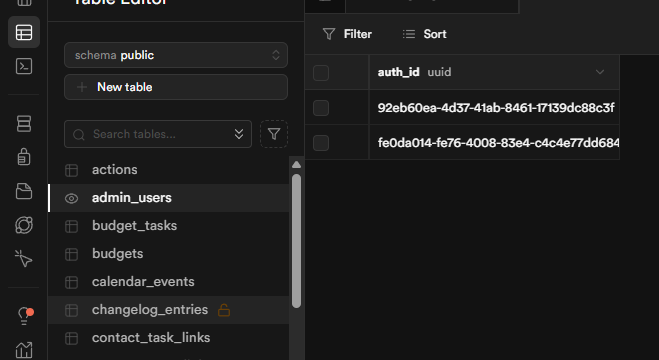 Table Editor
schema public
New table
Search tables...
actions
admin_users
budget_tasks
budgets
calendar_events
changelog_entries
contact_task_links
Filter
Sort
auth_id uuid
92eb60ea-4d37-41ab-8461-17139dc88c3f
fe0da014-fe76-4008-83e4-c4c4e77dd684